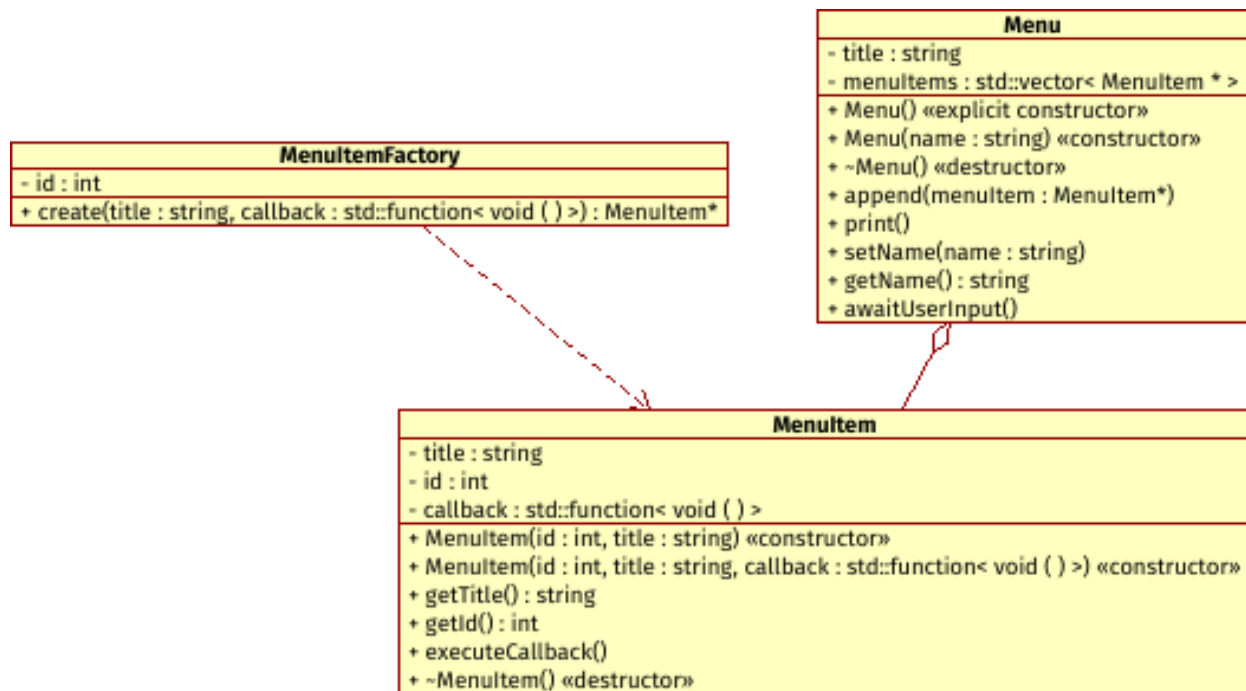 Menu
- title : string
- menuItems : std::vector< MenuItem * >
+ Menu() «explicit constructor»
+ Menu(name : string) «constructor»
+ ~Menu() «destructor»
+ append(menuItem : MenuItem*)
+ print()
+ setName(name : string)
+ getName() : string
+ awaitUserInput()
MenuItemFactory
- id : int
+ create(title : string, callback : std::function< void ( ) >) : MenuItem*
MenuItem
- title : string
- id : int
- callback : std::function< void ( ) >
+ MenuItem(id : int, title : string) «constructor»
+ MenuItem(id : int, title : string, callback : std::function< void ( ) >) «constructor»
+ getTitle() : string
+ getId() : int
+ executeCallback()
+ ~MenuItem() «destructor»